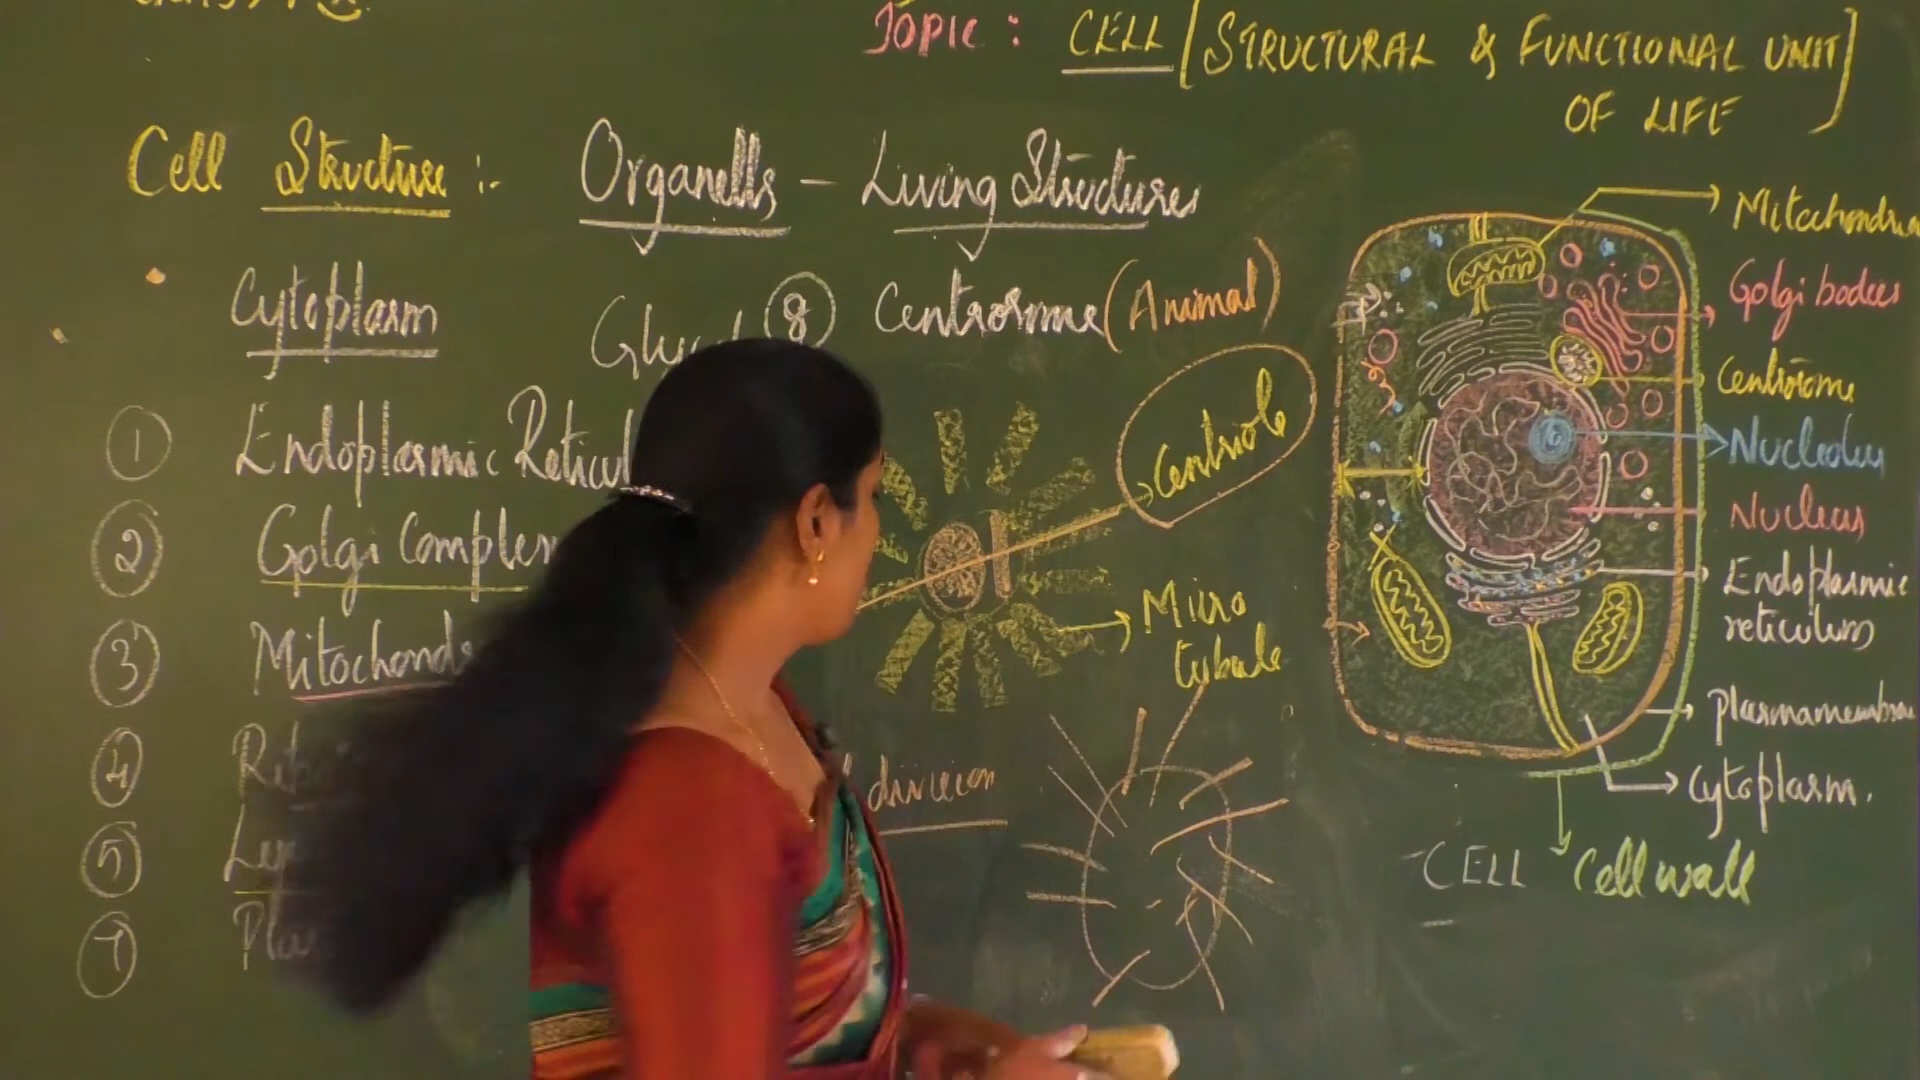 TOPIC : CELL [STRUCTURAL & FUNCTIONAL UNIT]
OF LIFE
Cell Structure :- Organells - Living Structures
Cytoplasm
8 Centrosome (Animal)
1 Endoplasmic Reticul
2 Golgi Complex
3 Mitochond
4
5
7
Centriole
Micro
tubule
division
Mitochondria
Golgi bodies
Centrosome
Nucleolus
Nucleus
Endoplasmic
reticulum
Plasmamembrane
Cytoplasm.
CELL
Cell wall